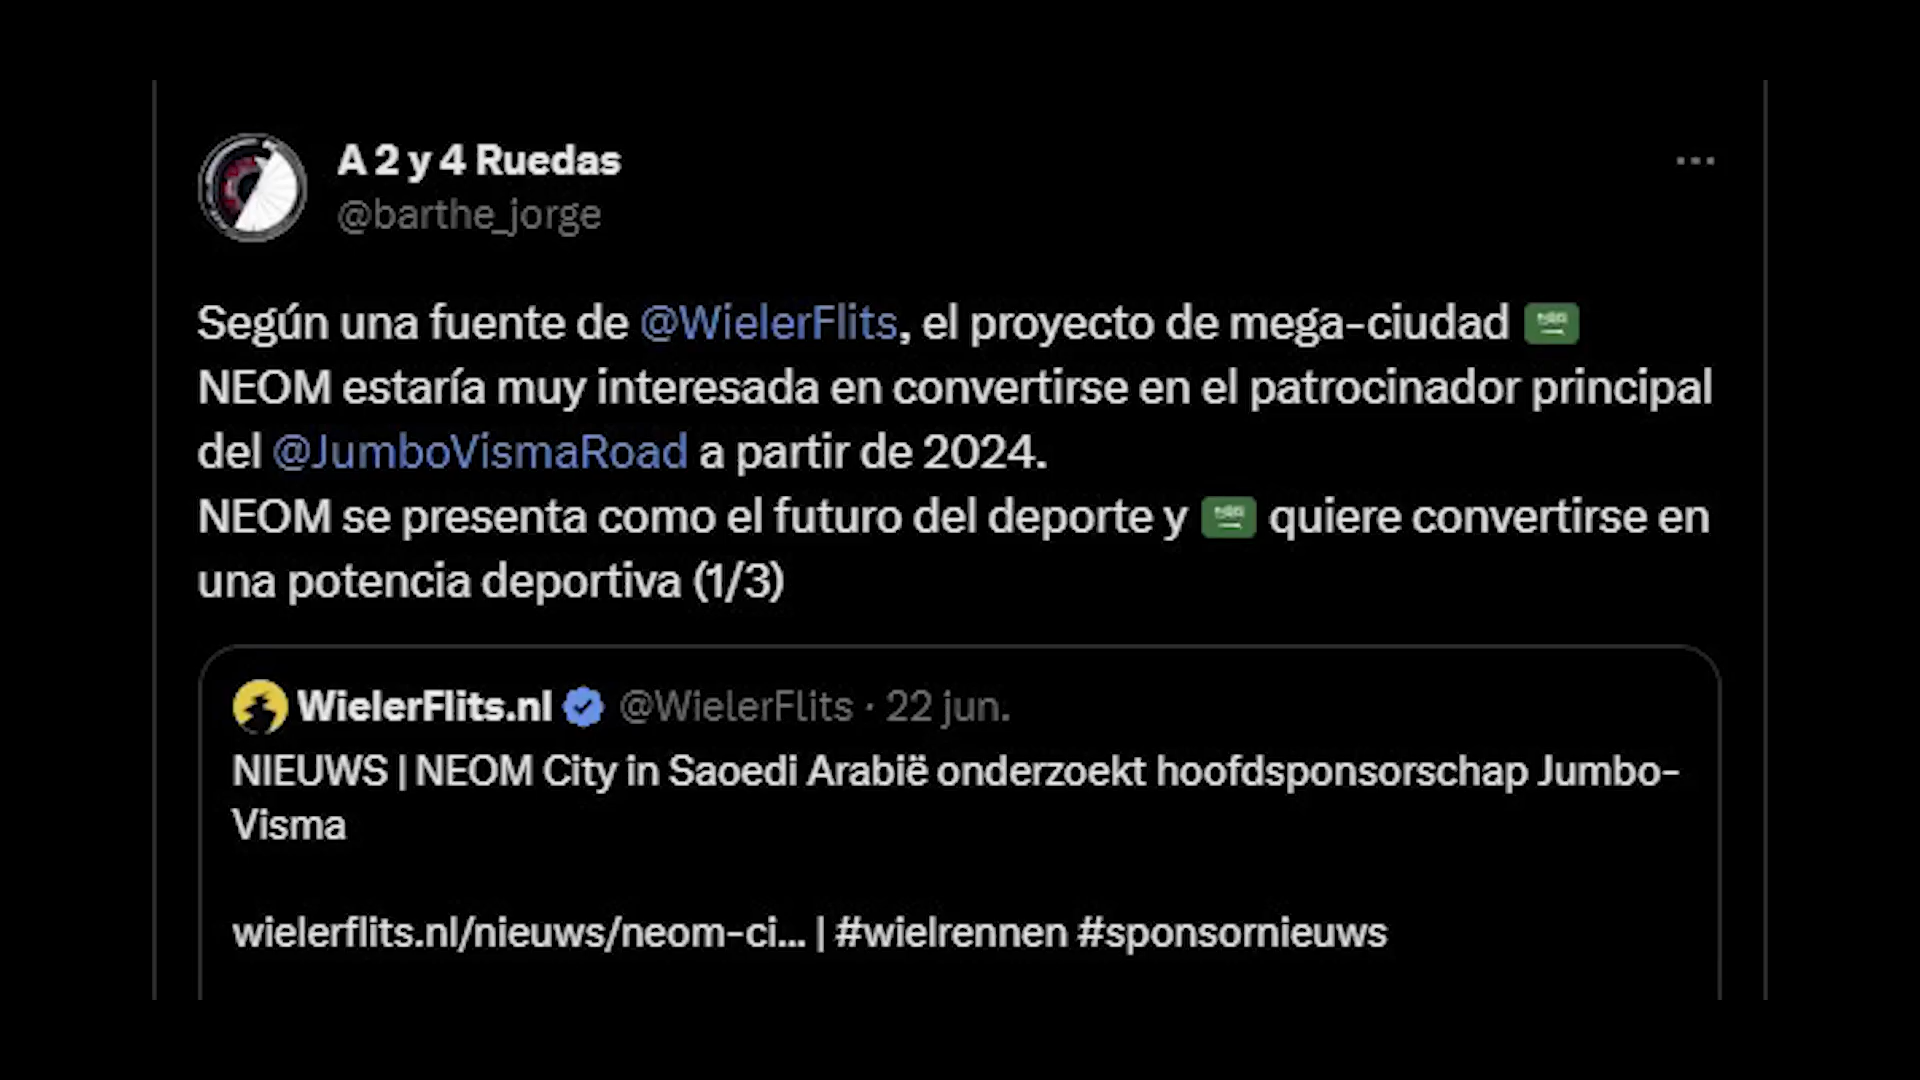 A 2 y 4 Ruedas
@barthe_jorge
Según una fuente de @WielerFlits, el proyecto de mega-ciudad 🇸🇦
NEOM estaría muy interesada en convertirse en el patrocinador principal
del @JumboVismaRoad a partir de 2024.
NEOM se presenta como el futuro del deporte y 🇸🇦 quiere convertirse en
una potencia deportiva (1/3)
WielerFlits.nl @WielerFlits · 22 jun.
NIEUWS | NEOM City in Saoedi Arabië onderzoekt hoofdsponsorschap Jumbo-
Visma
wielerflits.nl/nieuws/neom-ci... | #wielrennen #sponsornieuws